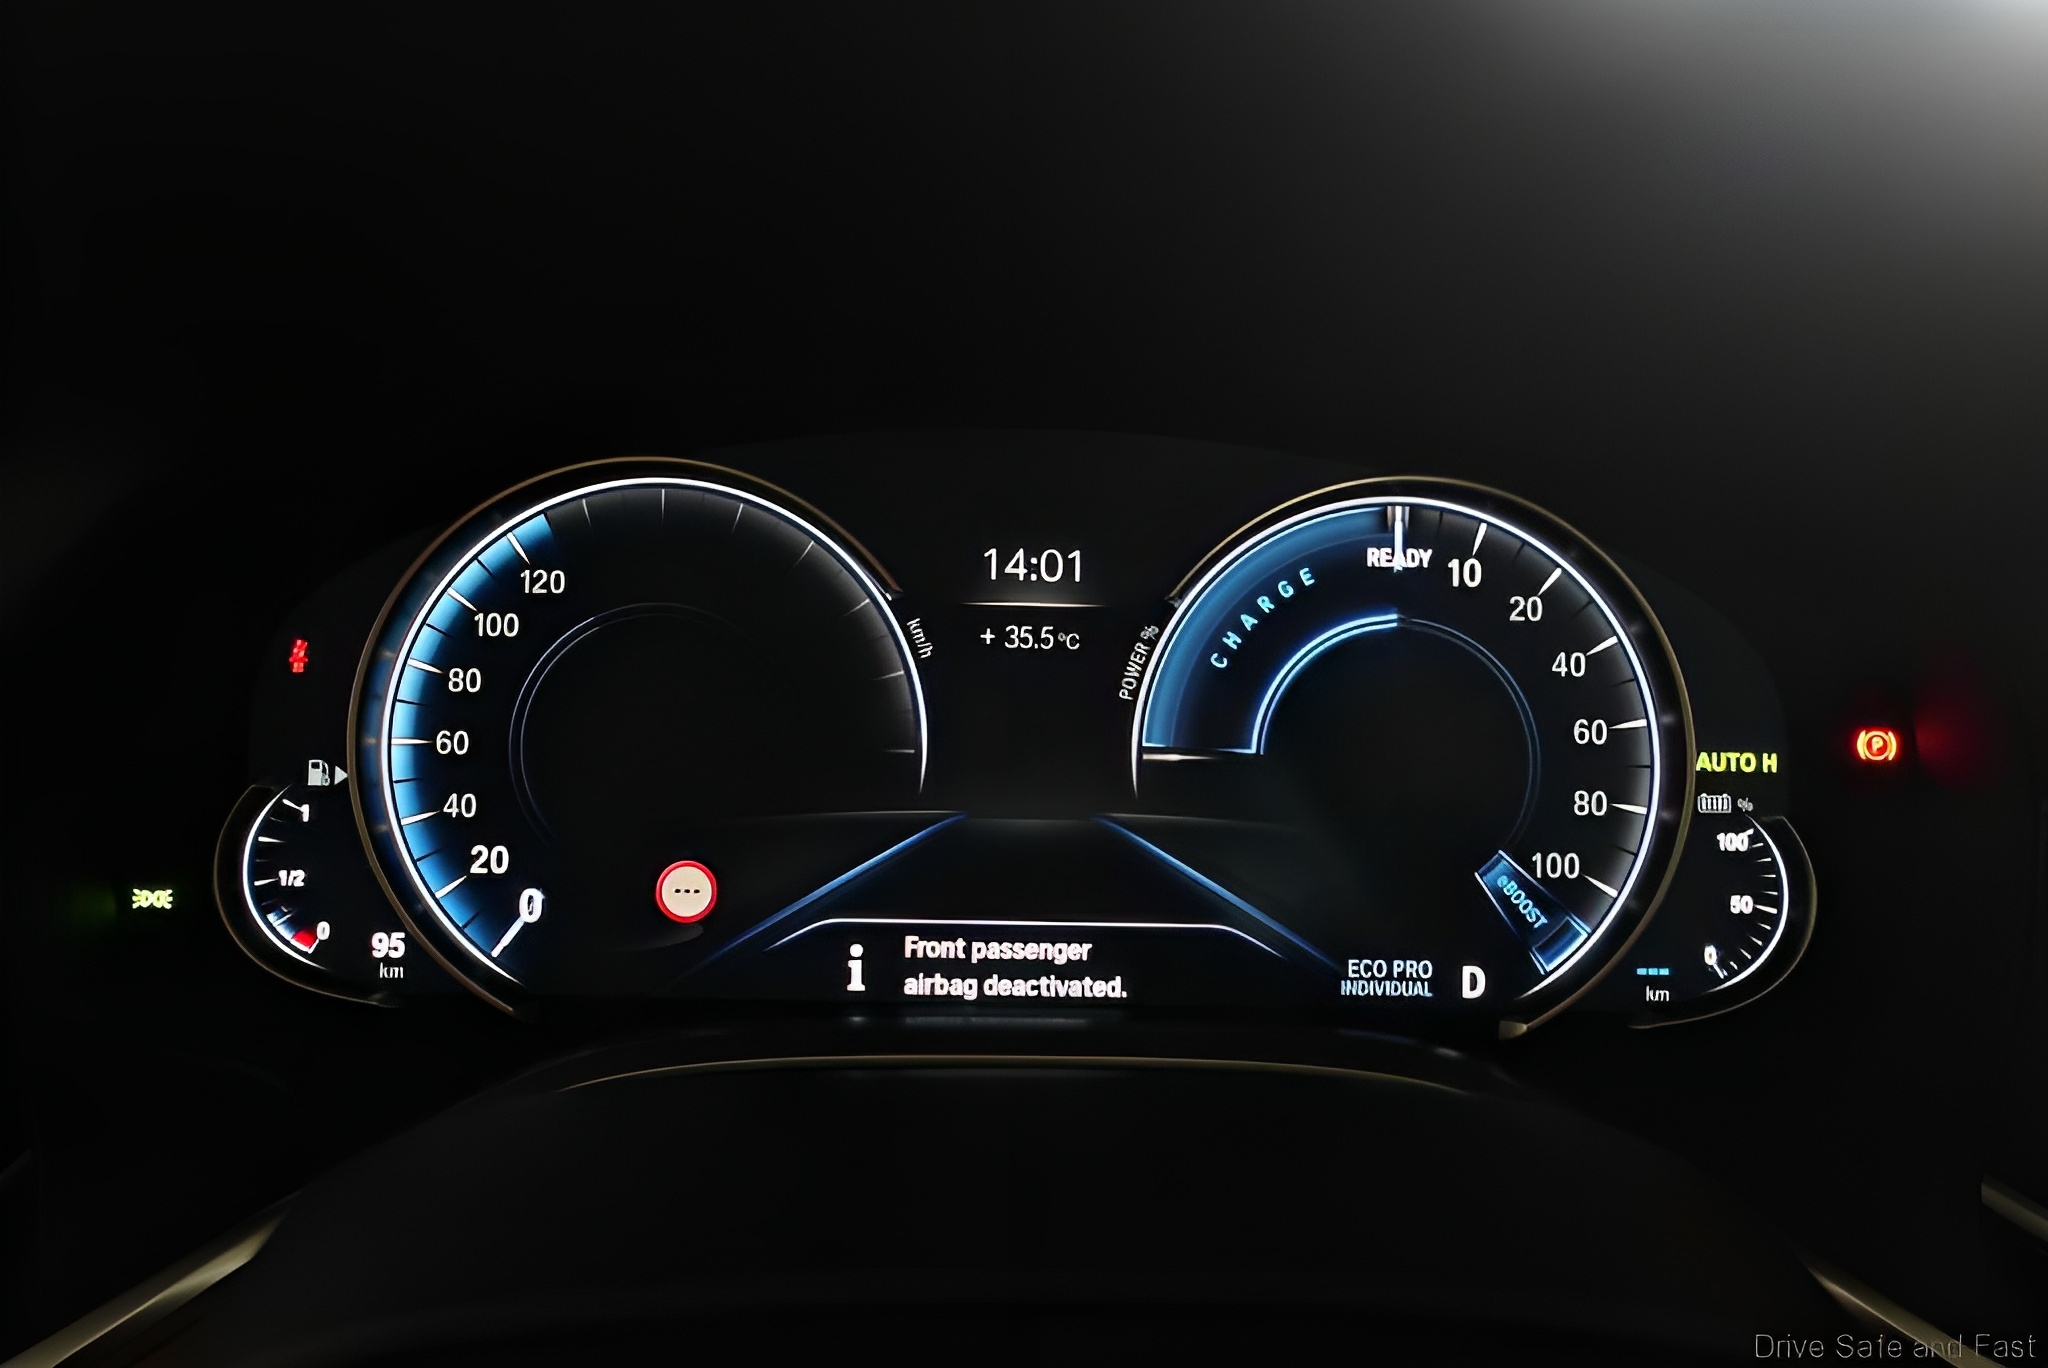 14:01
+ 35.5°C
km/h
120
100
80
60
40
20
0
1
1/2
0
95
km
---
POWER %
CHARGE
READY
10
20
40
60
80
100
eBOOST
AUTO H
P
%
100
50
0
---
km
Front passenger
airbag deactivated.
ECO PRO
INDIVIDUAL
D
Drive Safe and Fast